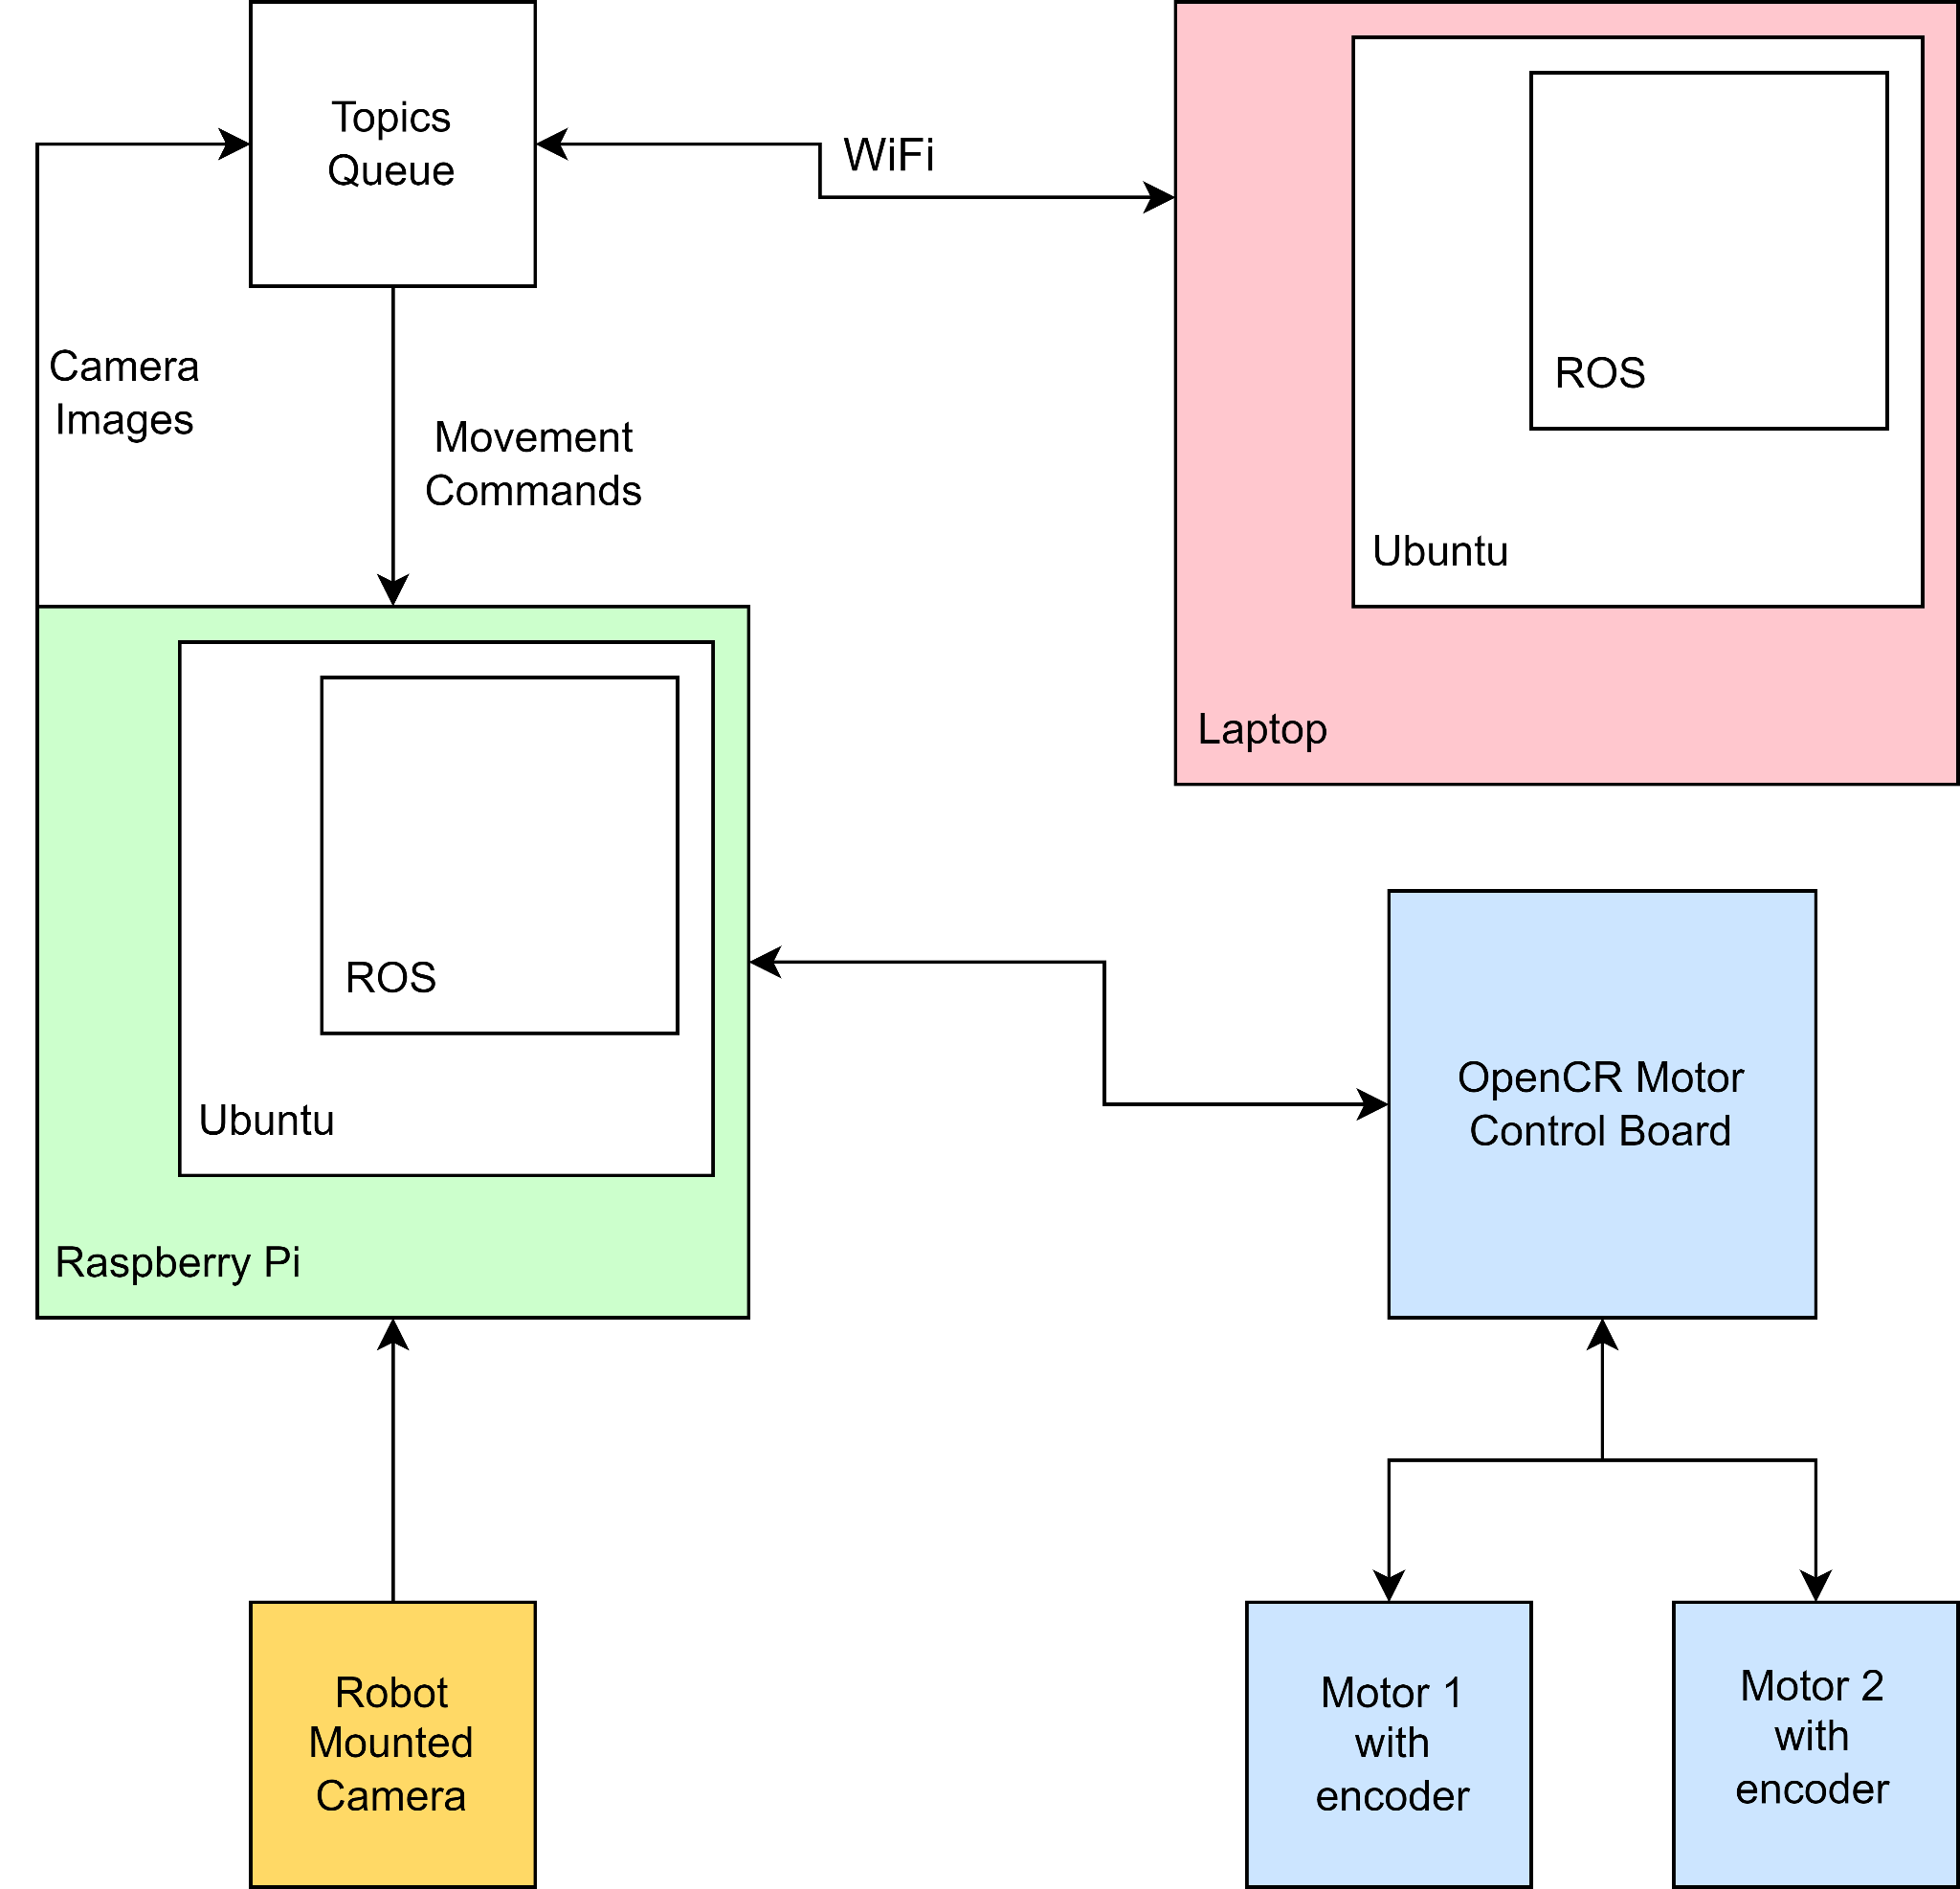 Topics
Queue
WiFi
Camera
Images
Movement
Commands
ROS
Ubuntu
Laptop
ROS
Ubuntu
Raspberry Pi
OpenCR Motor
Control Board
Robot
Mounted
Camera
Motor 1
with
encoder
Motor 2
with
encoder